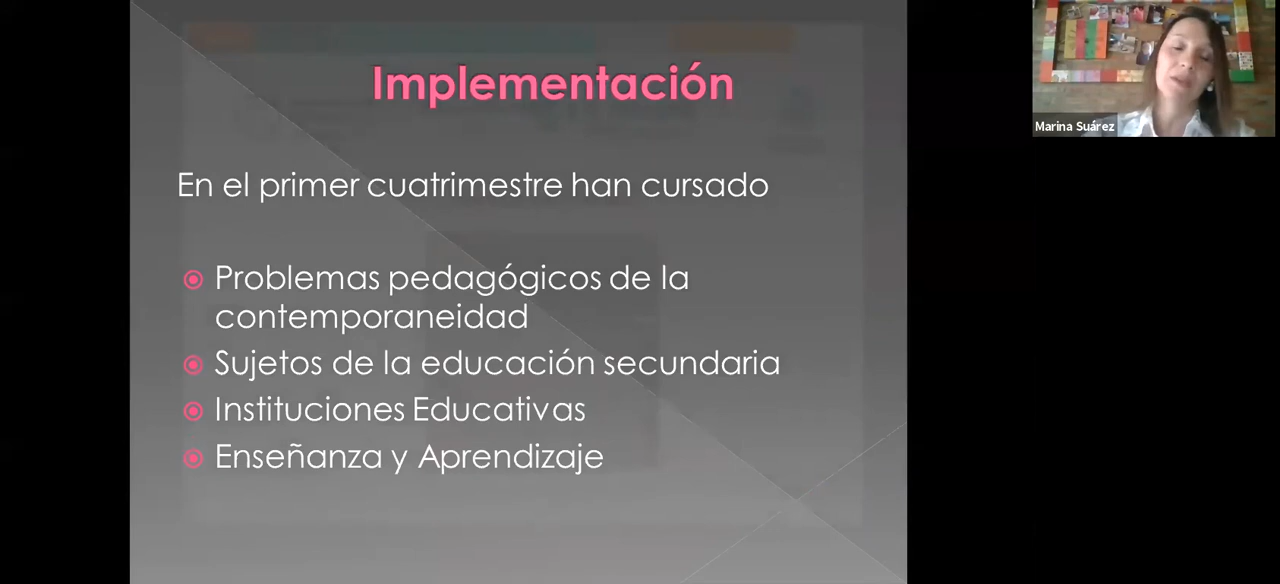 Implementación
En el primer cuatrimestre han cursado
Problemas pedagógicos de la
contemporaneidad
Sujetos de la educación secundaria
Instituciones Educativas
Enseñanza y Aprendizaje
Marina Suárez